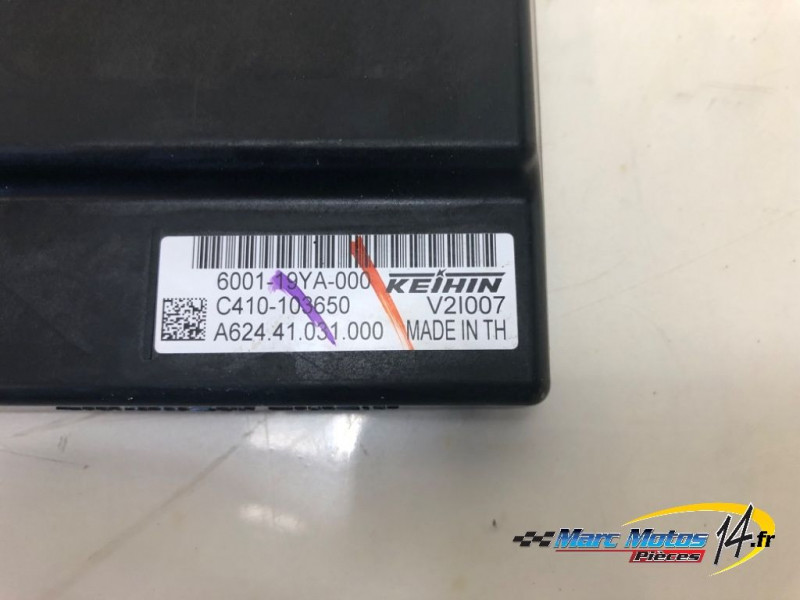 6001-19YA-000 KEIHIN
C410-103650 V2I007
A624.41.031.000 MADE IN TH
Marc Motos 14.fr
Pièces